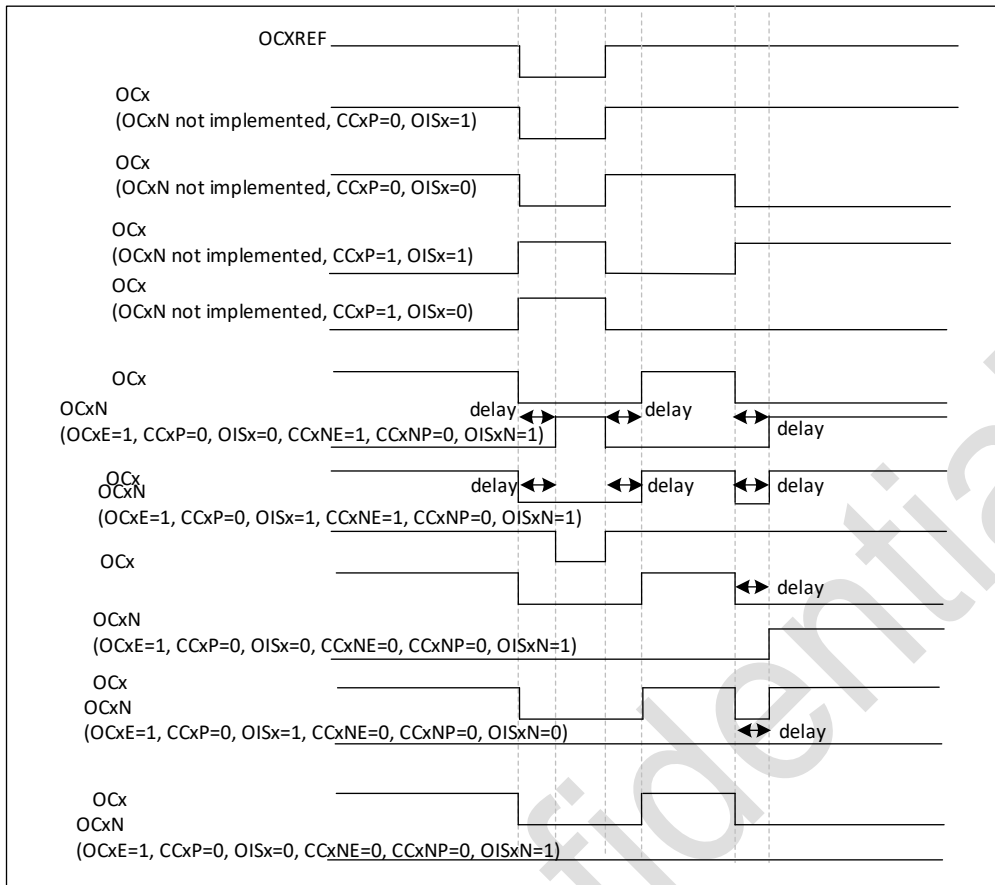 OCXREF
OCx
(OCxN not implemented, CCxP=0, OISx=1)
OCx
(OCxN not implemented, CCxP=0, OISx=0)
OCx
(OCxN not implemented, CCxP=1, OISx=1)
OCx
(OCxN not implemented, CCxP=1, OISx=0)
OCx
OCxN
delay
delay
(OCxE=1, CCxP=0, OISx=0, CCxNE=1, CCxNP=0, OISxN=1)
delay
OCx
delay
delay
delay
OCxN
(OCxE=1, CCxP=0, OISx=1, CCxNE=1, CCxNP=0, OISxN=1)
OCx
delay
OCxN
(OCxE=1, CCxP=0, OISx=0, CCxNE=0, CCxNP=0, OISxN=1)
OCx
OCxN
(OCxE=1, CCxP=0, OISx=1, CCxNE=0, CCxNP=0, OISxN=0)
delay
OCx
OCxN
(OCxE=1, CCxP=0, OISx=0, CCxNE=0, CCxNP=0, OISxN=1)